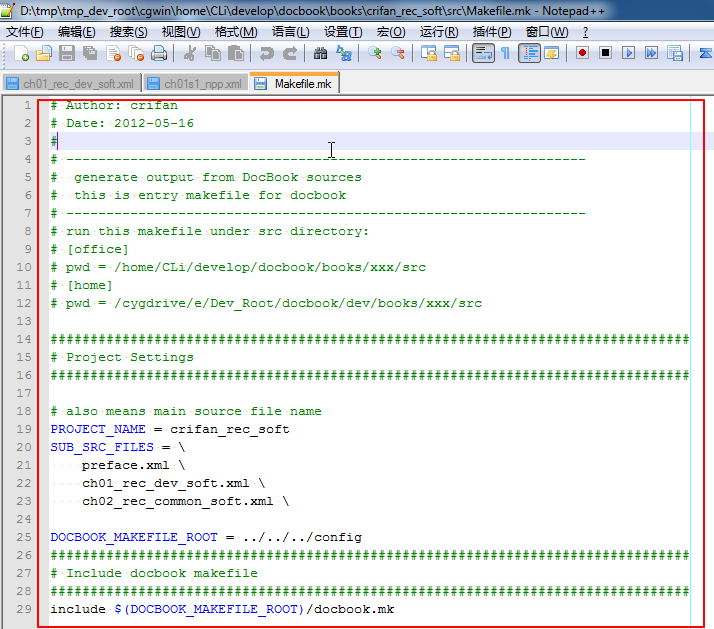 D:\tmp\tmp_dev_root\cgwin\home\CLi\develop\docbook\books\crifan_rec_soft\src\Makefile.mk - Notepad++
文件(F) 编辑(E) 搜索(S) 视图(V) 格式(M) 语言(L) 设置(T) 宏(O) 运行(R) 插件(P) 窗口(W) ?
ch01_rec_dev_soft.xml ch01s1_npp.xml Makefile.mk
1 # Author: crifan
2 # Date: 2012-05-16
3 #
4 # -----------------------------------------------------------------
5 #  generate output from DocBook sources
6 #  this is entry makefile for docbook
7 # -----------------------------------------------------------------
8 # run this makefile under src directory:
9 # [office]
10 # pwd = /home/CLi/develop/docbook/books/xxx/src
11 # [home]
12 # pwd = /cygdrive/e/Dev_Root/docbook/dev/books/xxx/src
13
14 ################################################################################
15 # Project Settings
16 ################################################################################
17
18 # also means main source file name
19 PROJECT_NAME = crifan_rec_soft
20 SUB_SRC_FILES = \
21     preface.xml \
22     ch01_rec_dev_soft.xml \
23     ch02_rec_common_soft.xml \
24
25 DOCBOOK_MAKEFILE_ROOT = ../../../config
26 ################################################################################
27 # Include docbook makefile
28 ################################################################################
29 include $(DOCBOOK_MAKEFILE_ROOT)/docbook.mk